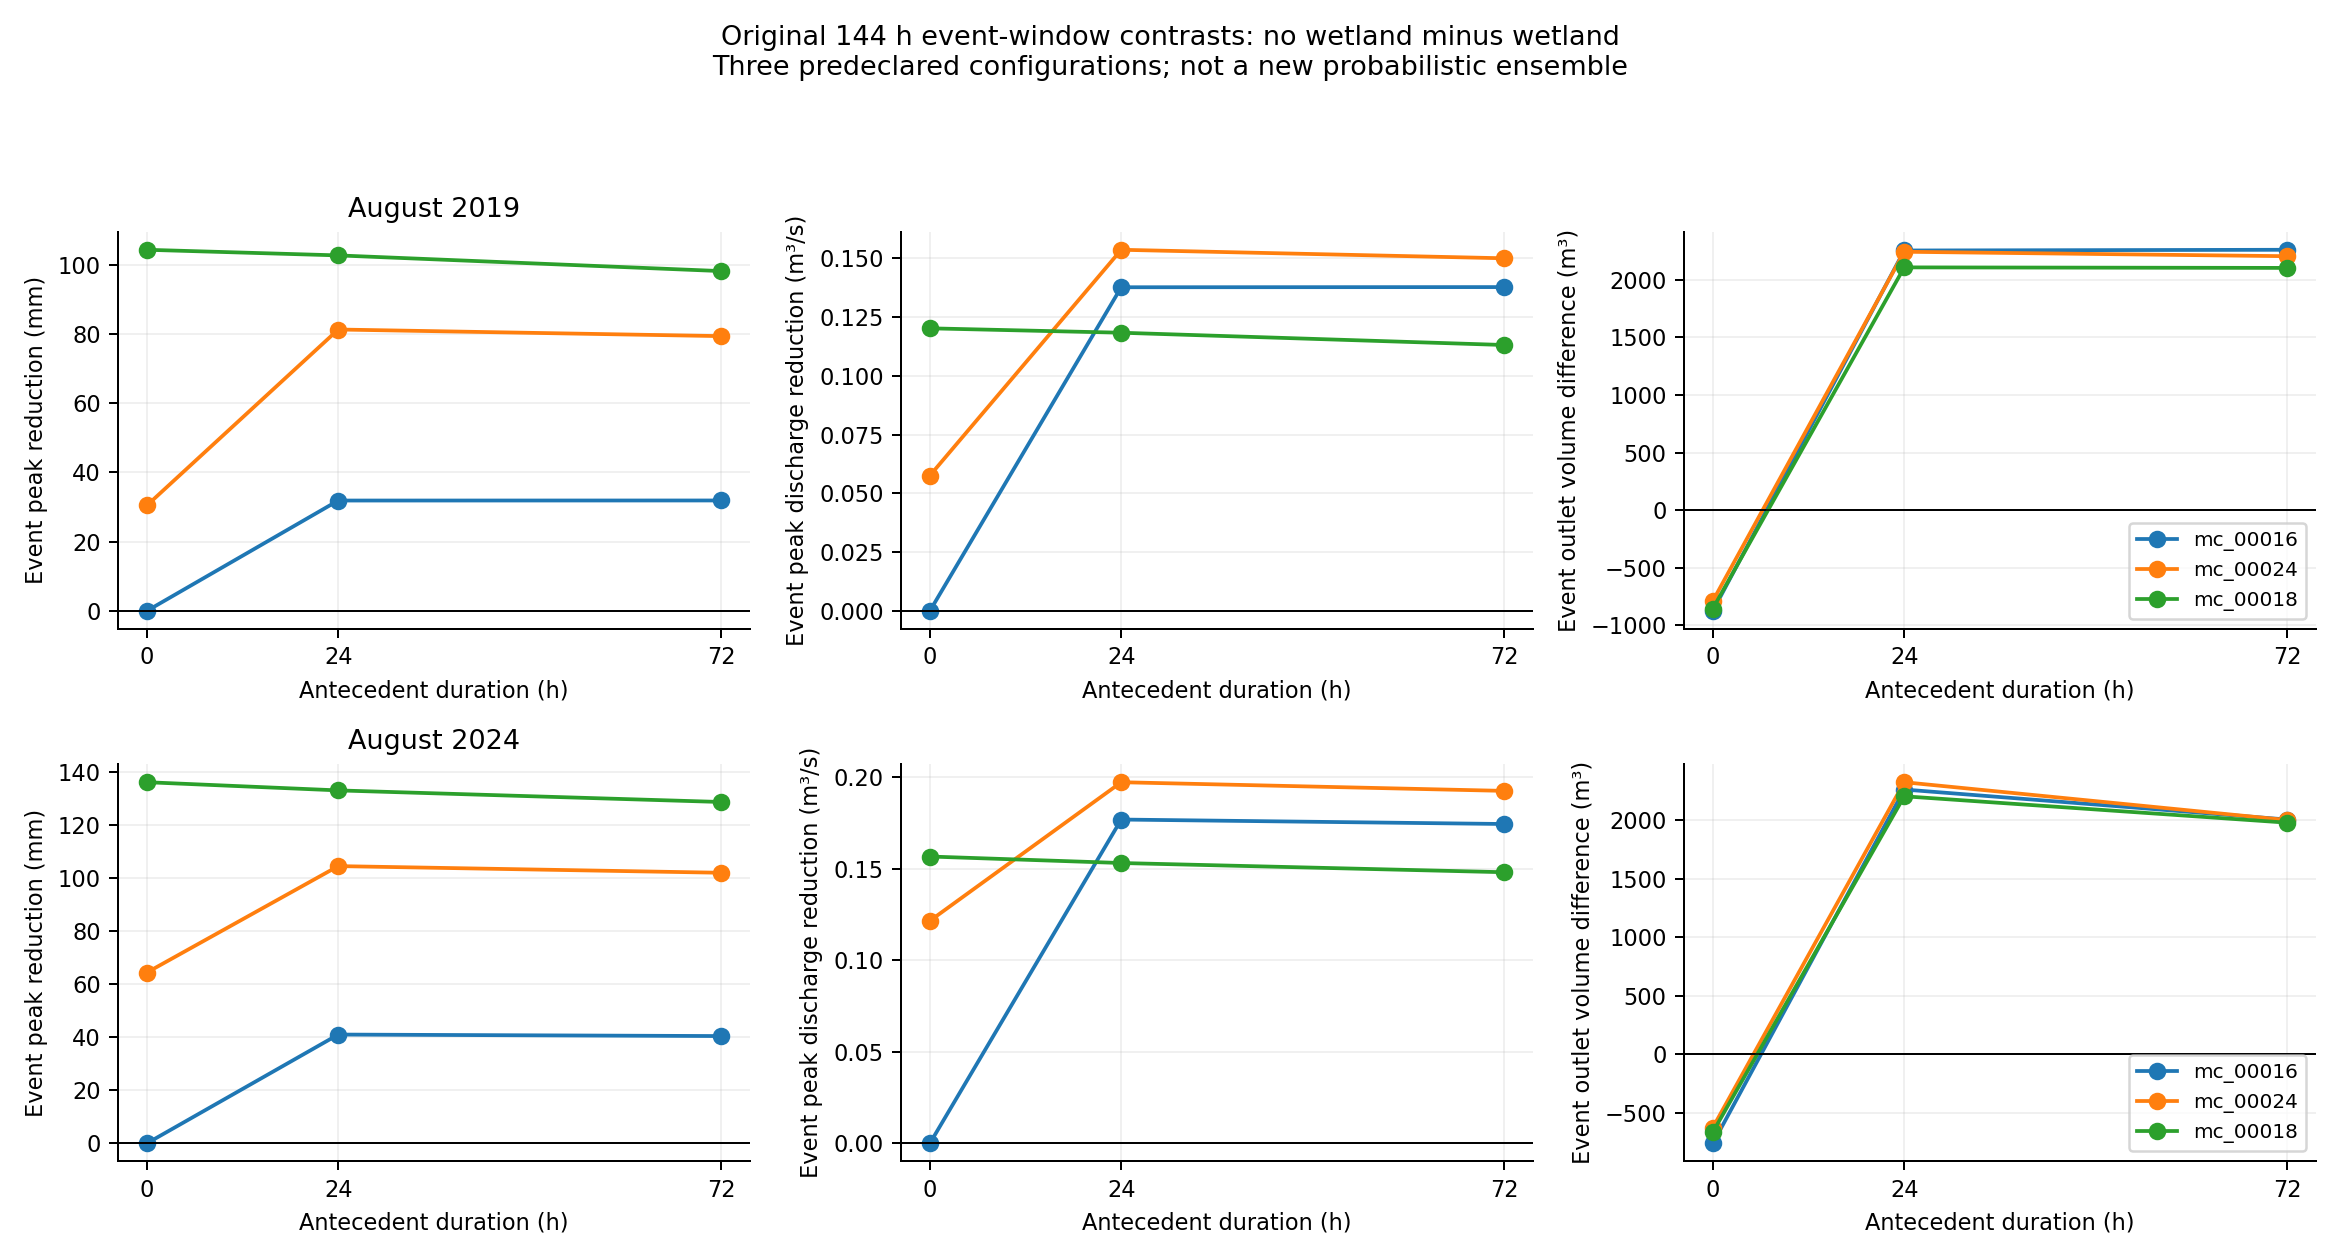 Original 144 h event-window contrasts: no wetland minus wetland
Three predeclared configurations; not a new probabilistic ensemble
August 2019
Event peak reduction (mm)
100
80
60
40
20
0
0
24
72
Antecedent duration (h)
Event peak discharge reduction (m³/s)
0.150
0.125
0.100
0.075
0.050
0.025
0.000
0
24
72
Antecedent duration (h)
Event outlet volume difference (m³)
2000
1500
1000
500
0
−500
−1000
mc_00016
mc_00024
mc_00018
0
24
72
Antecedent duration (h)
August 2024
Event peak reduction (mm)
140
120
100
80
60
40
20
0
0
24
72
Antecedent duration (h)
Event peak discharge reduction (m³/s)
0.20
0.15
0.10
0.05
0.00
0
24
72
Antecedent duration (h)
Event outlet volume difference (m³)
2000
1500
1000
500
0
−500
mc_00016
mc_00024
mc_00018
0
24
72
Antecedent duration (h)